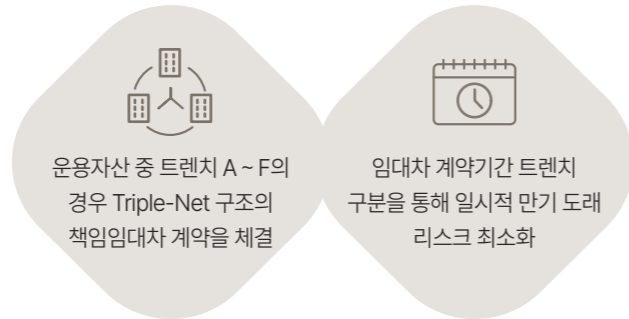 운용자산 중 트렌치 A ~ F의
경우 Triple-Net 구조의
책임임대차 계약을 체결
임대차 계약기간 트렌치
구분을 통해 일시적 만기 도래
리스크 최소화